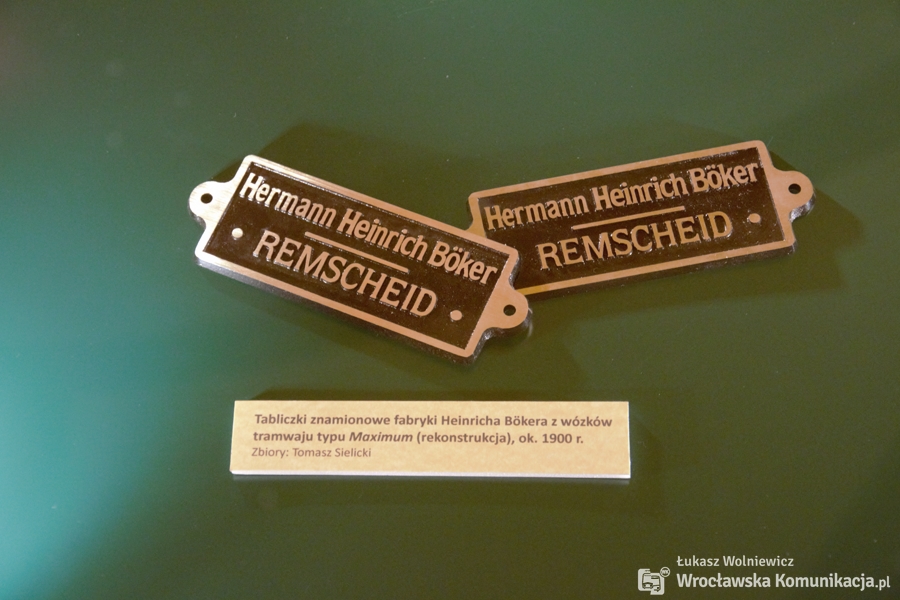 Hermann Heinrich Böker
REMSCHEID
Hermann Heinrich Böker
REMSCHEID
Tabliczki znamionowe fabryki Heinricha Bökera z wózków
tramwaju typu Maximum (rekonstrukcja), ok. 1900 r.
Zbiory: Tomasz Sielicki
Łukasz Wolniewicz
Wrocławska Komunikacja.pl